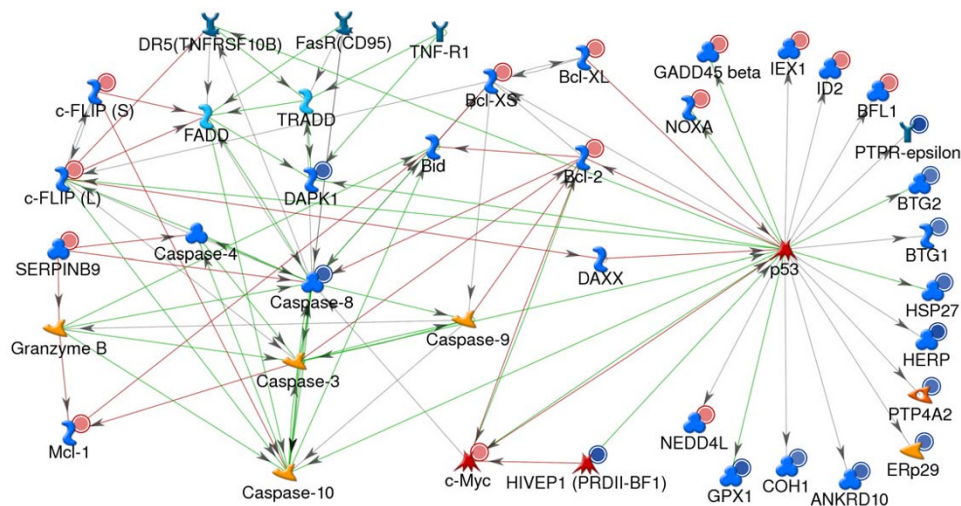 DR5(TNFRSF10B)
FasR(CD95)
TNF-R1
Bcl-XL
GADD45 beta
IEX1
ID2
BFL1
c-FLIP (S)
Bcl-XS
NOXA
FADD
TRADD
PTPR-epsilon
Bid
Bcl-2
c-FLIP (L)
DAPK1
BTG2
Caspase-4
BTG1
SERPINB9
p53
DAXX
Caspase-8
HSP27
Granzyme B
Caspase-9
HERP
Caspase-3
PTP4A2
NEDD4L
Mcl-1
ERp29
Caspase-10
c-Myc
HIVEP1 (PRDII-BF1)
GPX1
COH1
ANKRD10